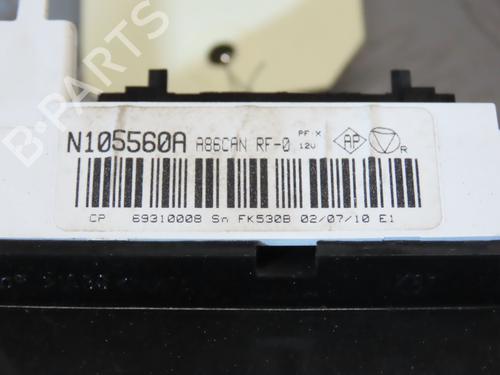 B-PARTS
N105560A A86CAN RF-0 PF X
12V
AP R
CP 69310008 Sn FK530B 02/07/10 E1